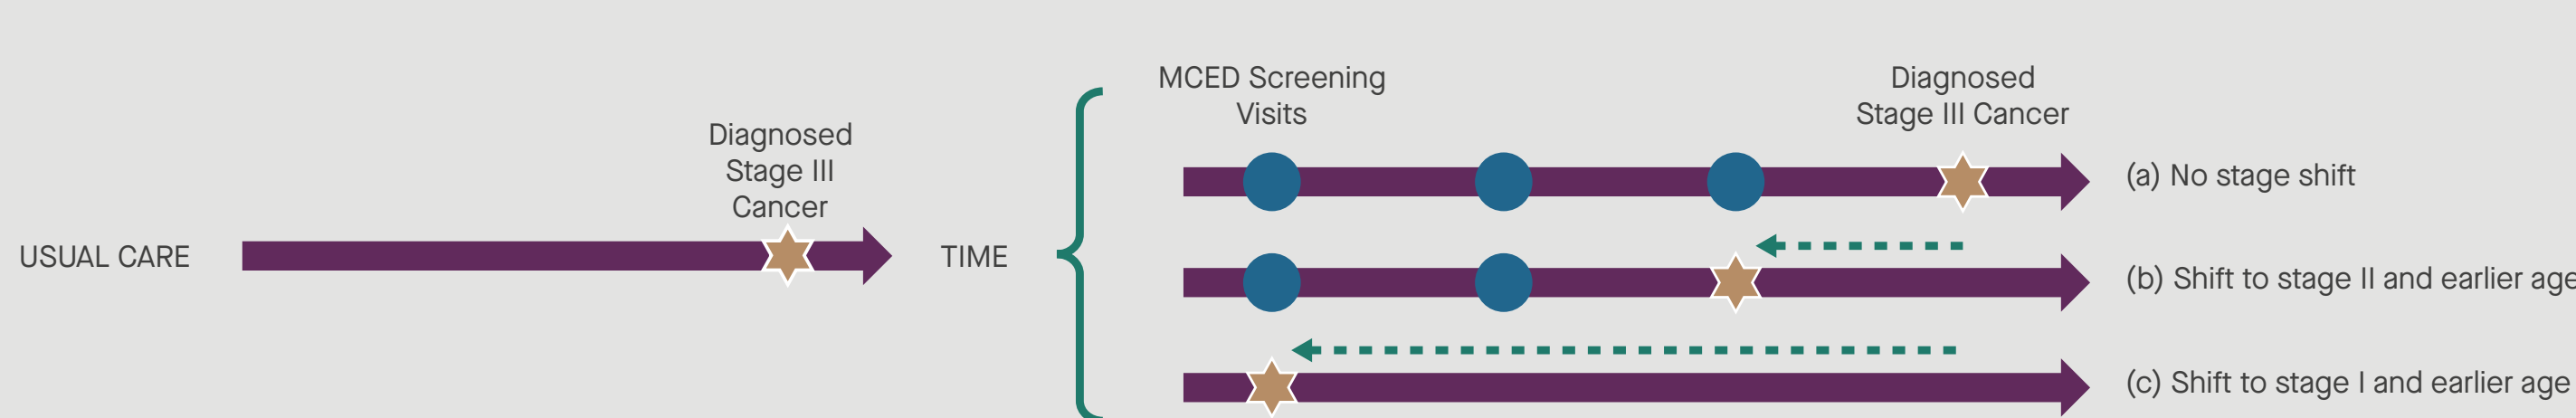 USUAL CARE
Diagnosed
Stage III
Cancer
TIME
MCED Screening
Visits
Diagnosed
Stage III Cancer
(a) No stage shift
(b) Shift to stage II and earlier age
(c) Shift to stage I and earlier age